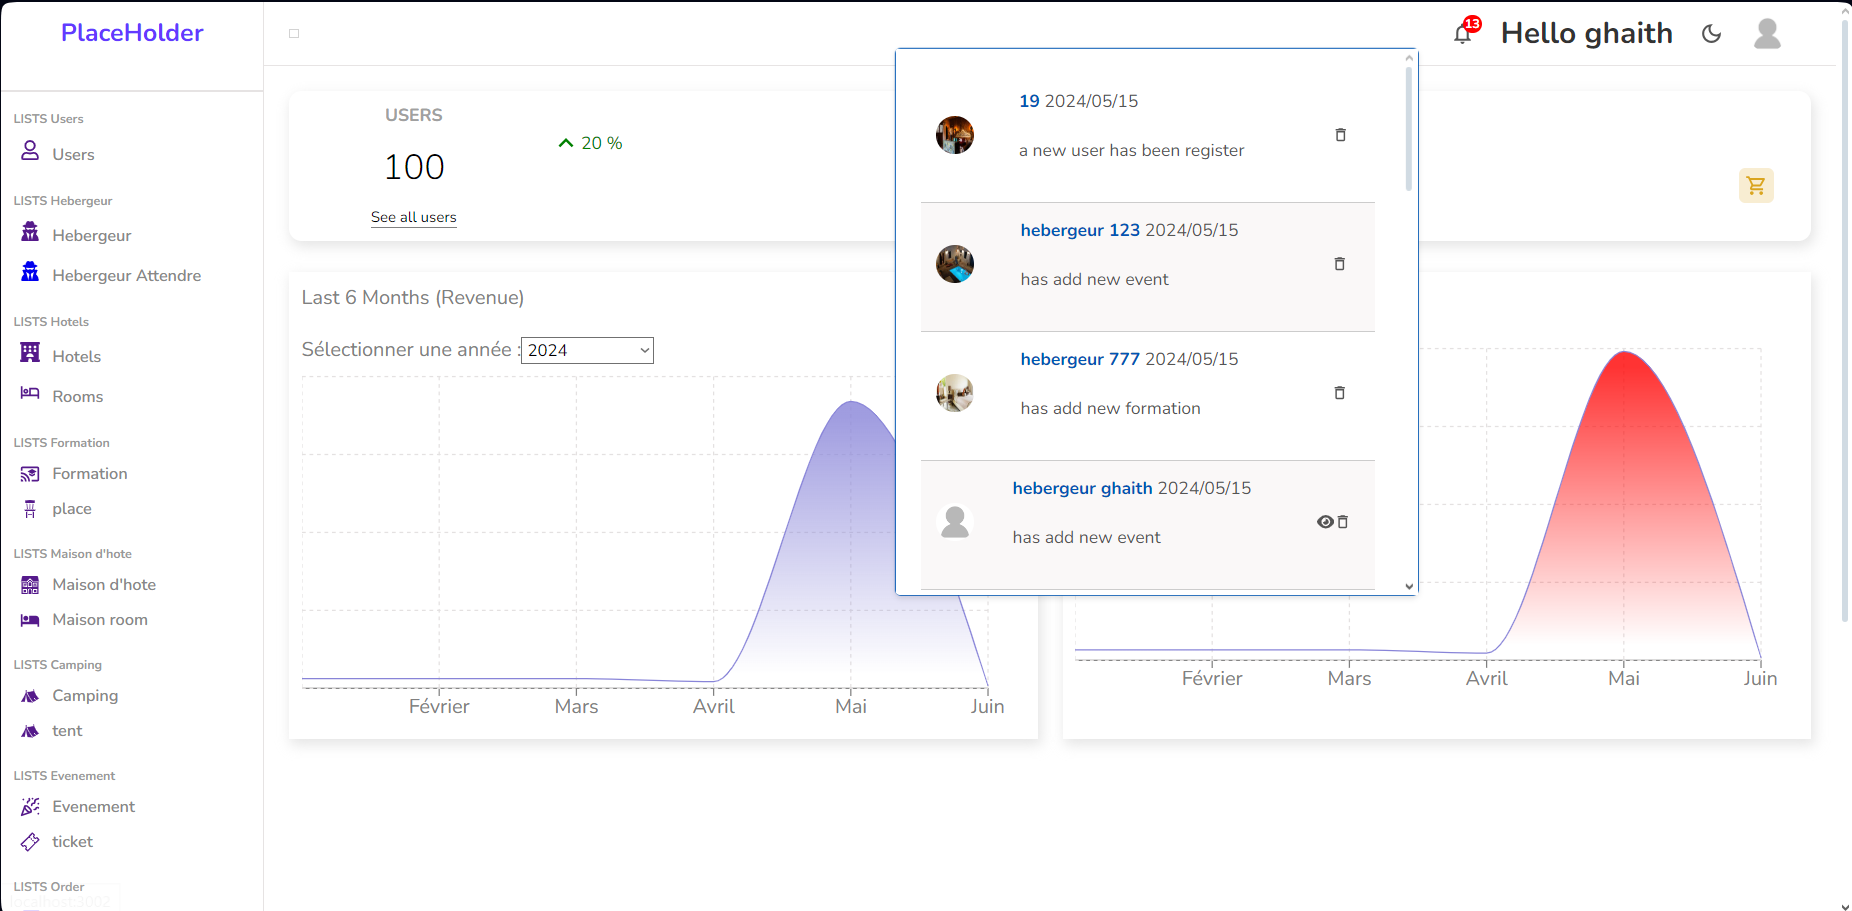 PlaceHolder
13
Hello ghaith
LISTS Users
Users
LISTS Hebergeur
Hebergeur
Hebergeur Attendre
LISTS Hotels
Hotels
Rooms
LISTS Formation
Formation
place
LISTS Maison d'hote
Maison d'hote
Maison room
LISTS Camping
Camping
tent
LISTS Evenement
Evenement
ticket
LISTS Order
localhost:3002
USERS
20 %
100
See all users
19 2024/05/15
a new user has been register
hebergeur 123 2024/05/15
has add new event
hebergeur 777 2024/05/15
has add new formation
hebergeur ghaith 2024/05/15
has add new event
Last 6 Months (Revenue)
Sélectionner une année : 2024
Février Mars Avril Mai Juin
Février Mars Avril Mai Juin